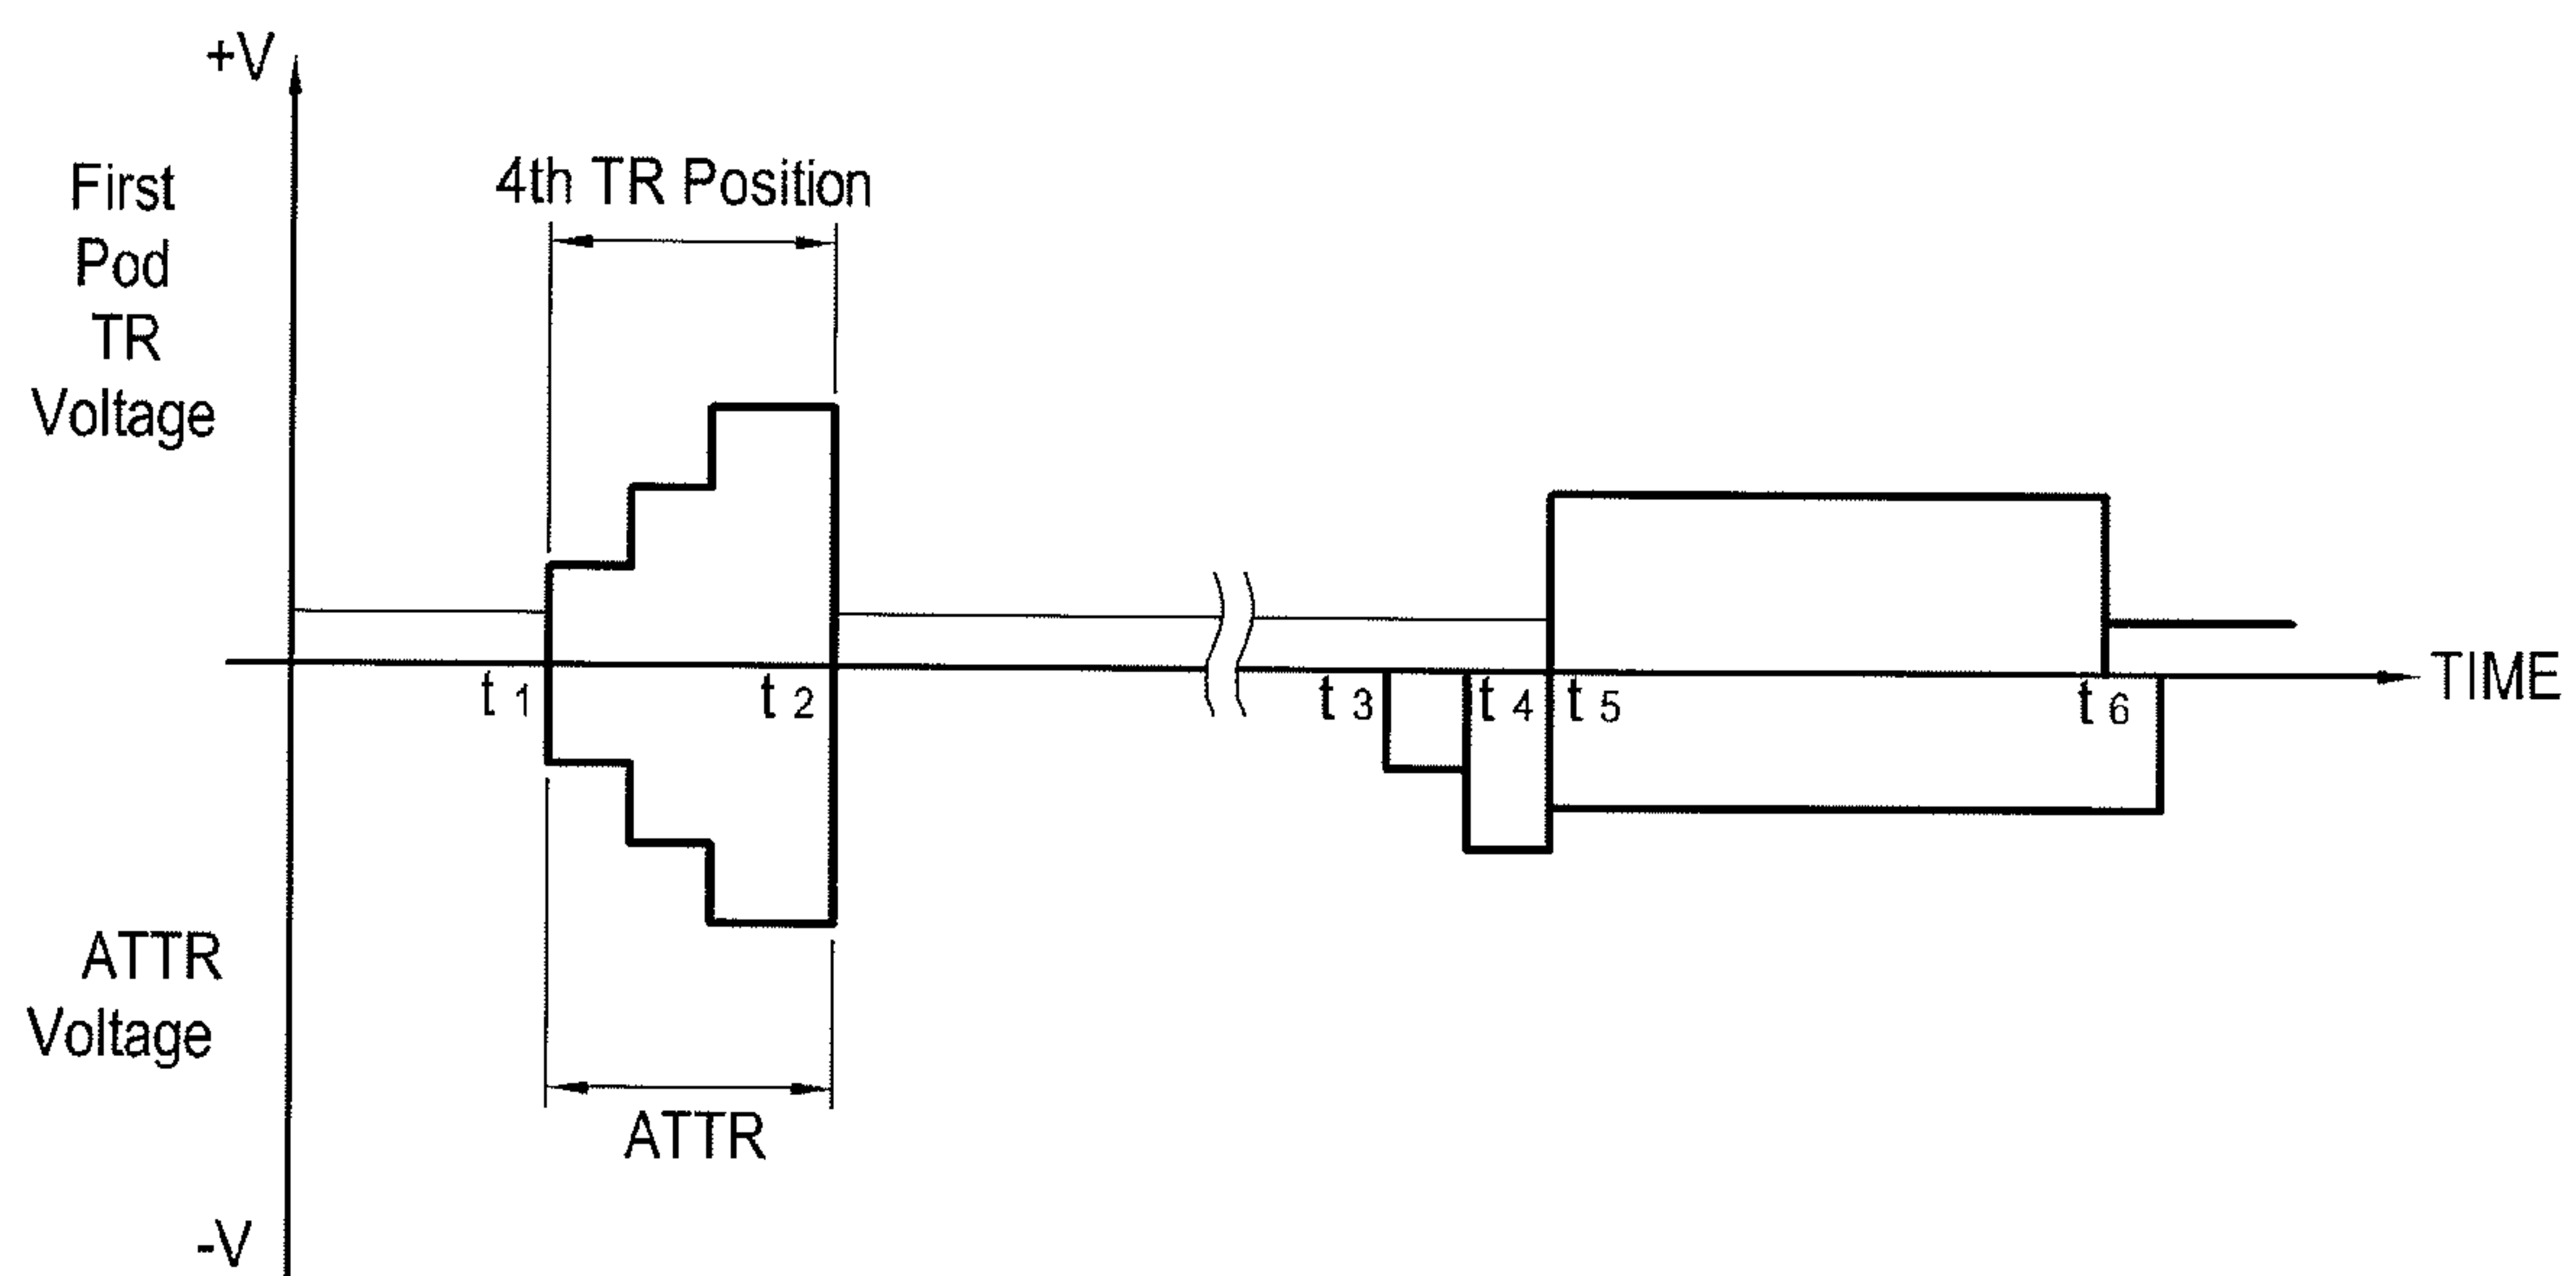 +V
First
Pod
TR
Voltage
4th TR Position
t 1
t 2
t 3
t 4
t 5
t 6
TIME
ATTR
Voltage
ATTR
-V